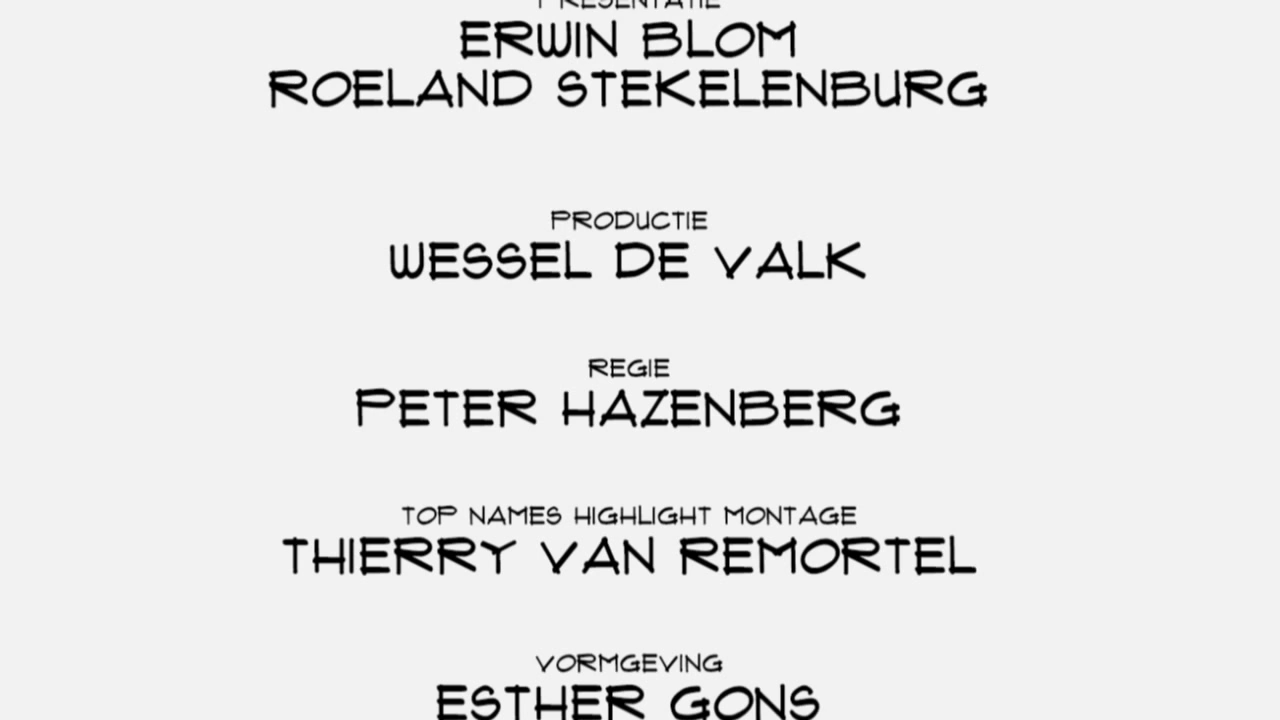 PRESENTATIE
ERWIN BLOM
ROELAND STEKELENBURG
PRODUCTIE
WESSEL DE VALK
REGIE
PETER HAZENBERG
TOP NAMES HIGHLIGHT MONTAGE
THIERRY VAN REMORTEL
VORMGEVING
ESTHER GONS